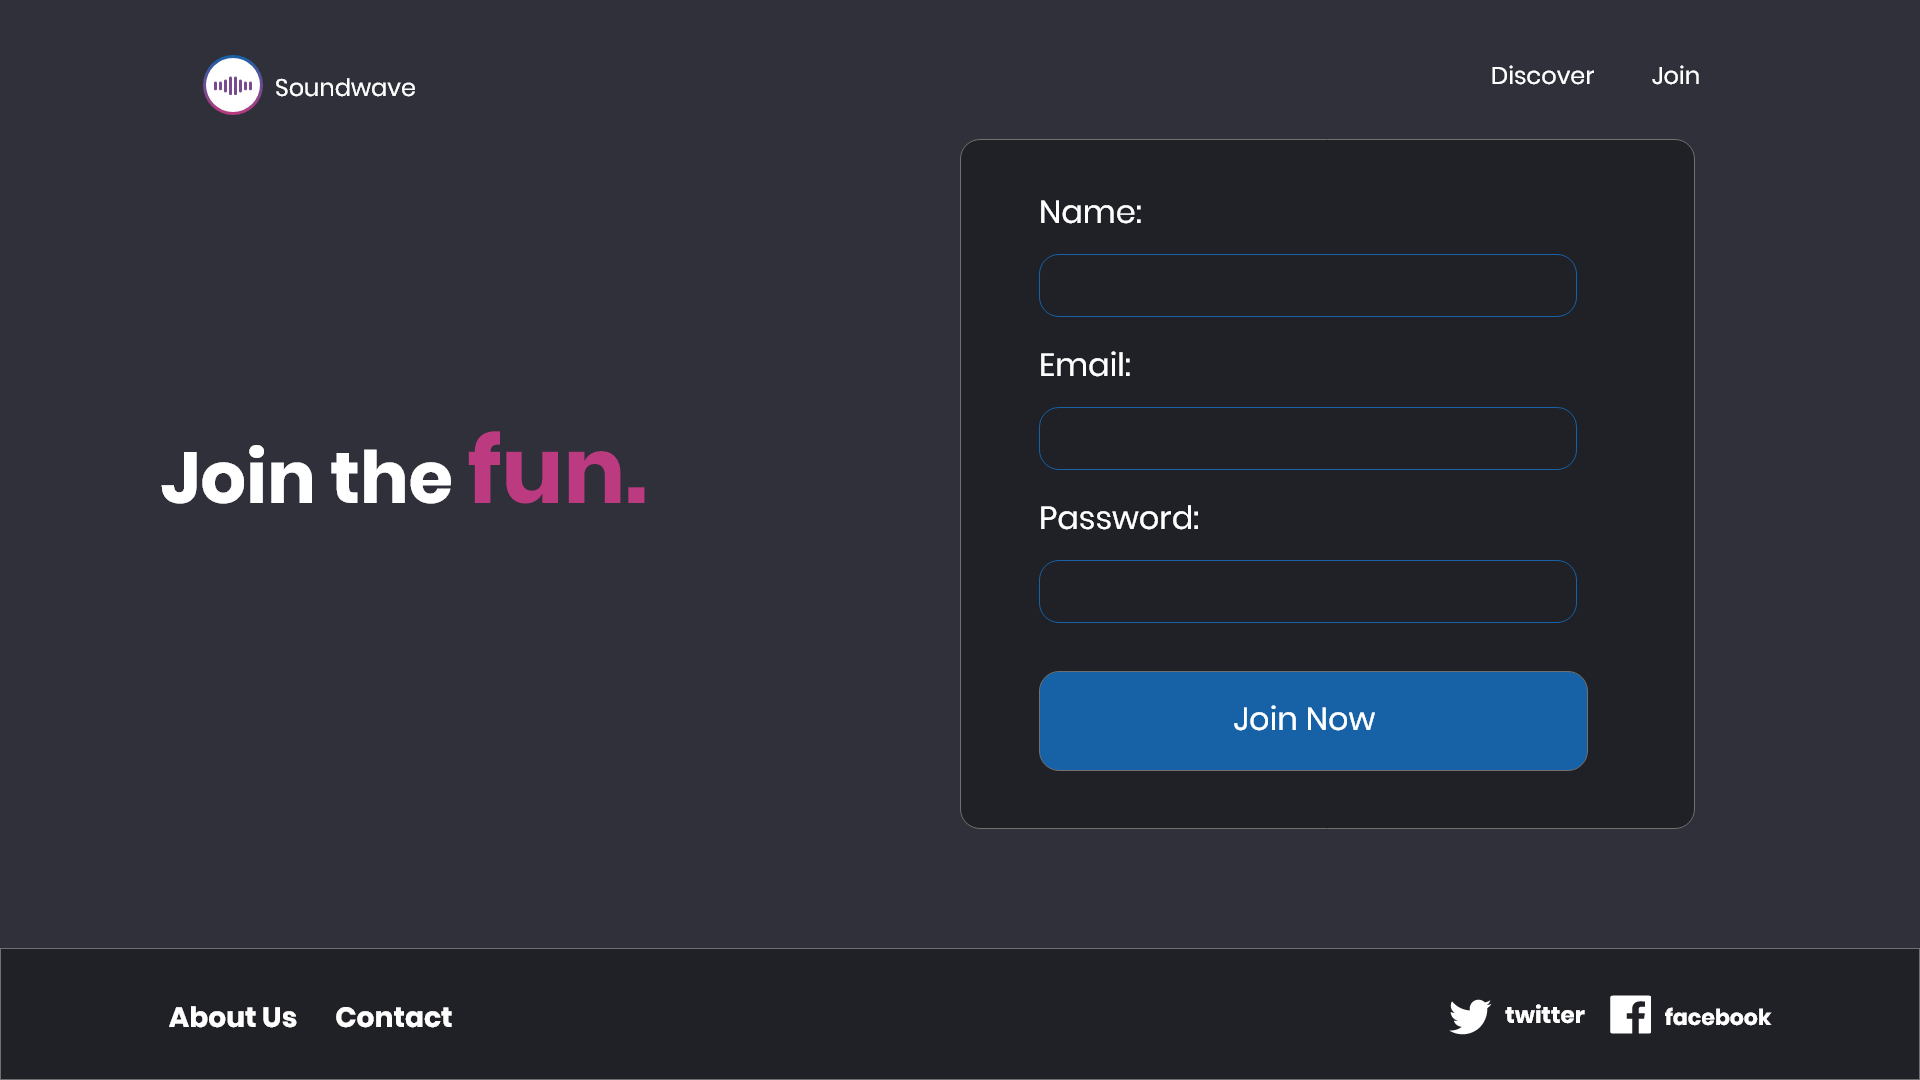 Soundwave
Discover Join
Name:
Email:
Join the fun.
Password:
Join Now
About Us Contact
twitter facebook